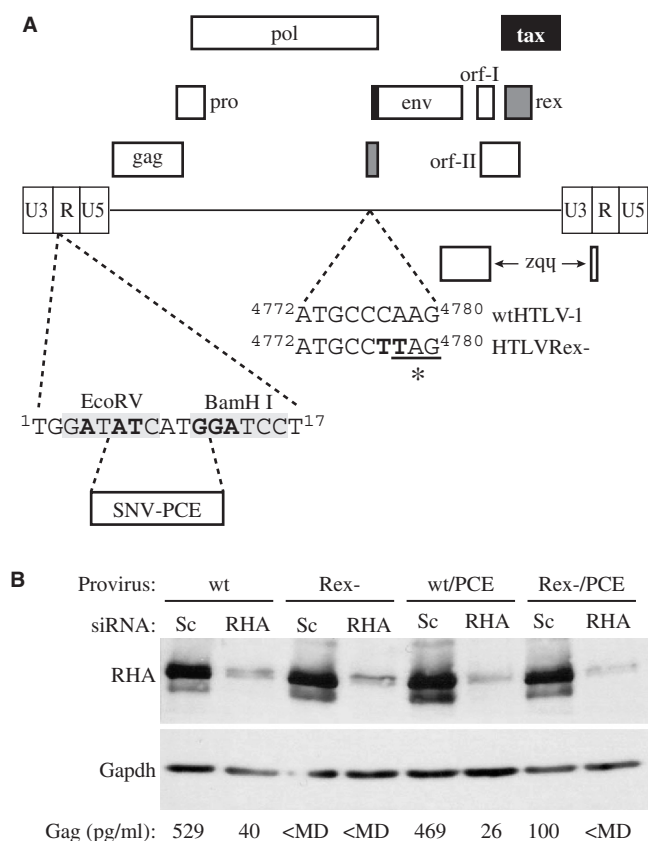 A
pol
tax
orf-I
pro
env
rex
gag
orf-II
U3 R U5
U3 R U5
zqq
4772ATGCCCAAG4780 wtHTLV-1
4772ATGCCTTAG4780 HTLVRex-
*
EcoRV BamH I
1TGGATATCATGGATCCT17
SNV-PCE
B
Provirus: wt Rex- wt/PCE Rex-/PCE
siRNA: Sc RHA Sc RHA Sc RHA Sc RHA
RHA
Gapdh
Gag (pg/ml): 529 40 <MD <MD 469 26 100 <MD